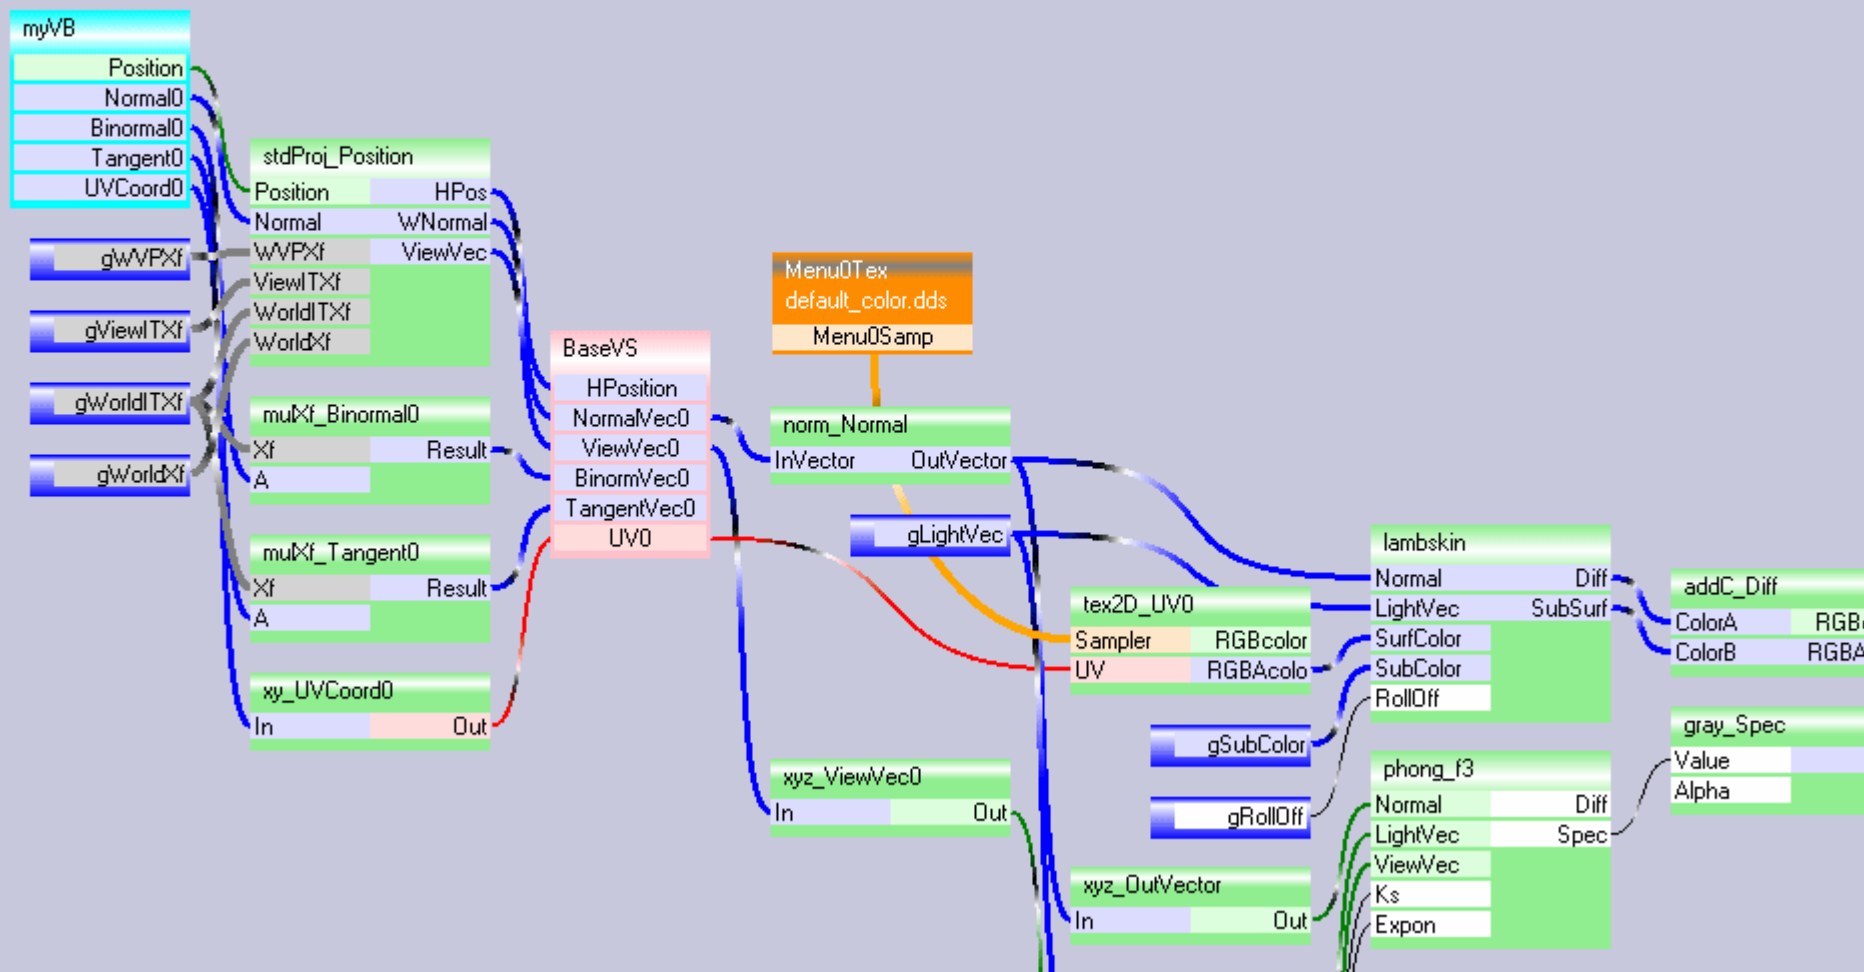 myVB
Position
Normal0
Binormal0
Tangent0
UVCoord0
gWVPXf
gViewITXf
gWorldITXf
gWorldXf
stdProj_Position
Position HPos
Normal WNormal
WVPXf ViewVec
ViewITXf
WorldITXf
WorldXf
mulXf_Binormal0
Xf Result
A
mulXf_Tangent0
Xf Result
A
xy_UVCoord0
In Out
BaseVS
HPosition
NormalVec0
ViewVec0
BinormVec0
TangentVec0
UV0
Menu0Tex
default_color.dds
Menu0Samp
norm_Normal
InVector OutVector
gLightVec
xyz_ViewVec0
In Out
tex2D_UV0
Sampler RGBcolor
UV RGBAcolo
gSubColor
gRollOff
xyz_OutVector
In Out
lambskin
Normal Diff
LightVec SubSurf
SurfColor
SubColor
RollOff
phong_f3
Normal Diff
LightVec Spec
ViewVec
Ks
Expon
addC_Diff
ColorA RGB
ColorB RGBA
gray_Spec
Value
Alpha